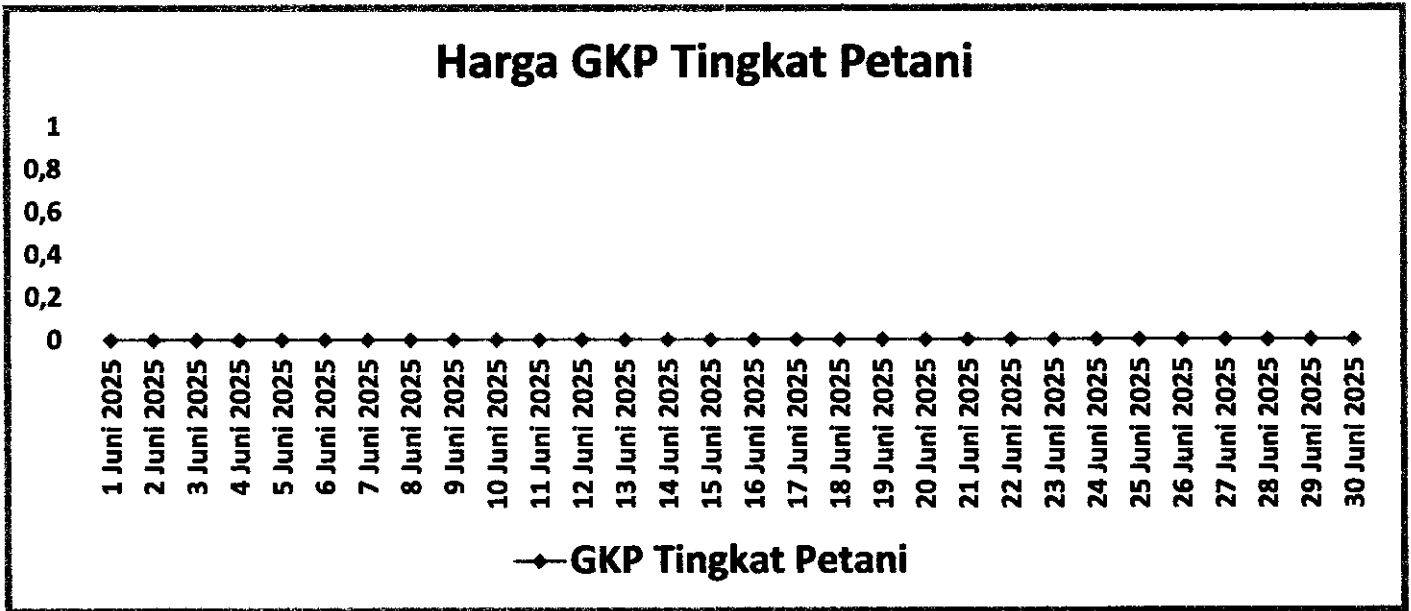 Harga GKP Tingkat Petani
1
0,8
0,6
0,4
0,2
0
1 Juni 2025
2 Juni 2025
3 Juni 2025
4 Juni 2025
5 Juni 2025
6 Juni 2025
7 Juni 2025
8 Juni 2025
9 Juni 2025
10 Juni 2025
11 Juni 2025
12 Juni 2025
13 Juni 2025
14 Juni 2025
15 Juni 2025
16 Juni 2025
17 Juni 2025
18 Juni 2025
19 Juni 2025
20 Juni 2025
21 Juni 2025
22 Juni 2025
23 Juni 2025
24 Juni 2025
25 Juni 2025
26 Juni 2025
27 Juni 2025
28 Juni 2025
29 Juni 2025
30 Juni 2025
GKP Tingkat Petani